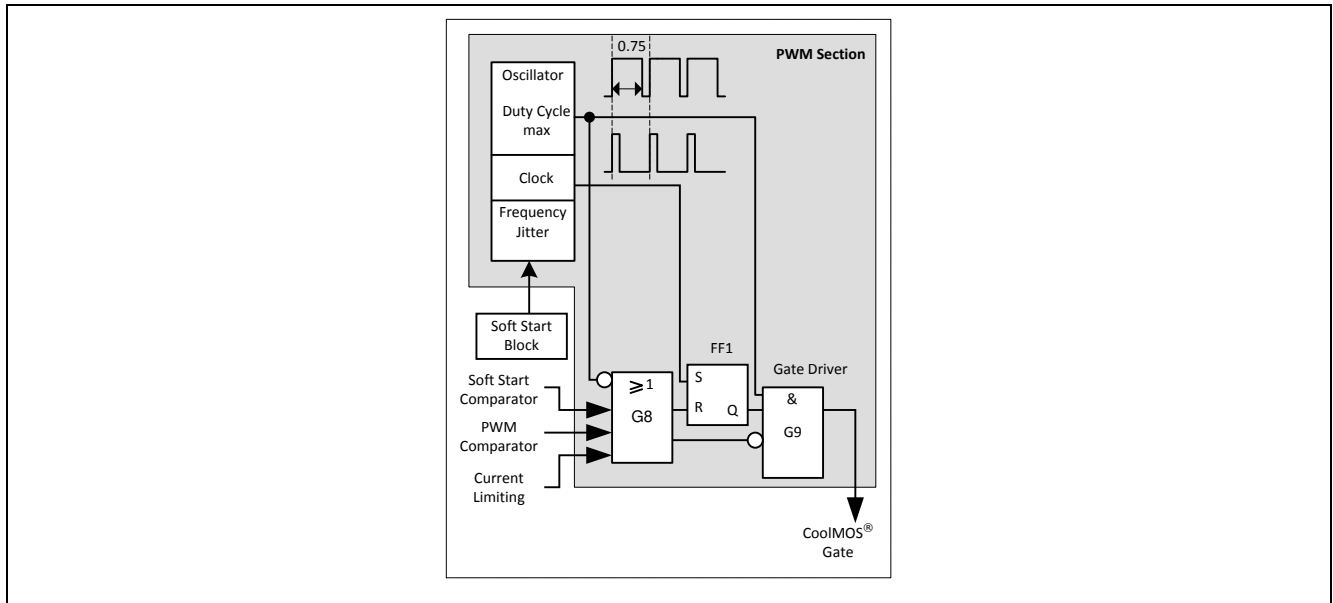 0.75
PWM Section
Oscillator
Duty Cycle
max
Clock
Frequency
Jitter
Soft Start
Block
FF1
Gate Driver
Soft Start
Comparator
PWM
Comparator
Current
Limiting
⩾1
G8
S
R
Q
&
G9
CoolMOS®
Gate